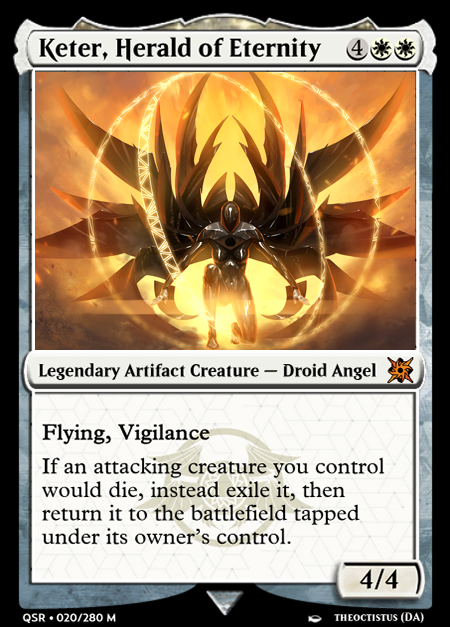 Keter, Herald of Eternity 4
Legendary Artifact Creature — Droid Angel
Flying, Vigilance
If an attacking creature you control
would die, instead exile it, then
return it to the battlefield tapped
under its owner's control.
4/4
QSR • 020/280 M
THEOCTISTUS (DA)